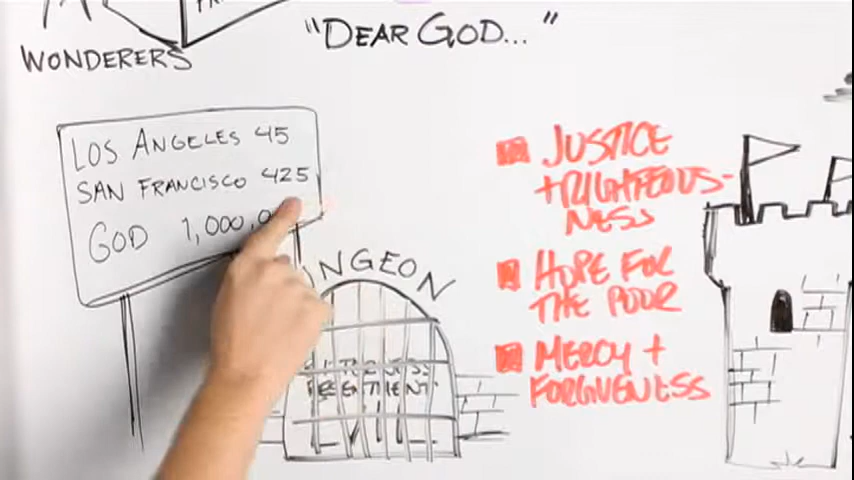 WONDERERS
"DEAR GOD..."
LOS ANGELES 45
SAN FRANCISCO 425
GOD 1,000,0
NGEON
RESENTMENT
JUSTICE
+RIGHTEOUS-
NESS
HOPE FOR
THE POOR
MERCY +
FORGIVENESS